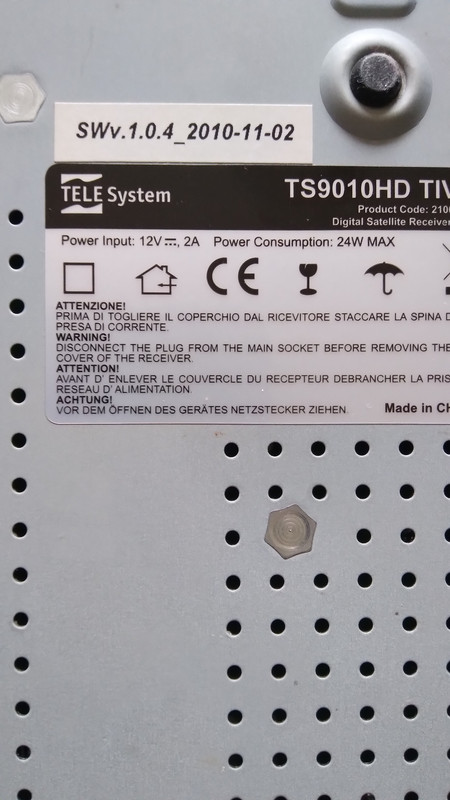 SWv.1.0.4_2010-11-02
TELE System
TS9010HD TIV
Product Code: 2100
Digital Satellite Receiver
Power Input: 12V⎓, 2A Power Consumption: 24W MAX
CE
ATTENZIONE!
PRIMA DI TOGLIERE IL COPERCHIO DAL RICEVITORE STACCARE LA SPINA D
PRESA DI CORRENTE.
WARNING!
DISCONNECT THE PLUG FROM THE MAIN SOCKET BEFORE REMOVING THE
COVER OF THE RECEIVER.
ATTENTION!
AVANT D' ENLEVER LE COUVERCLE DU RECEPTEUR DEBRANCHER LA PRIS
RESEAU D' ALIMENTATION.
ACHTUNG!
VOR DEM ÖFFNEN DES GERÄTES NETZSTECKER ZIEHEN.
Made in Ch